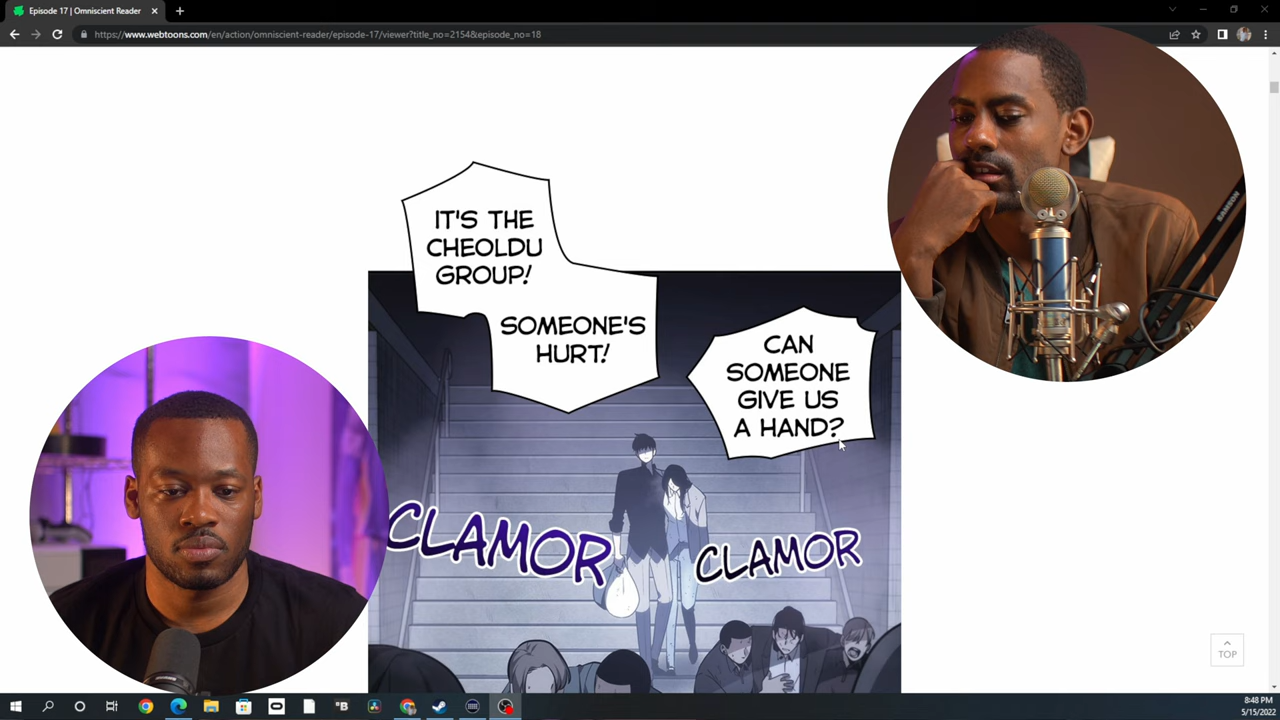 Episode 17 | Omniscient Reader
https://www.webtoons.com/en/action/omniscient-reader/episode-17/viewer?title_no=2154&episode_no=18
IT'S THE
CHEOLDU
GROUP!
SOMEONE'S
HURT!
CAN
SOMEONE
GIVE US
A HAND?
CLAMOR
CLAMOR
SAMSON
TOP
8:48 PM
5/15/2022